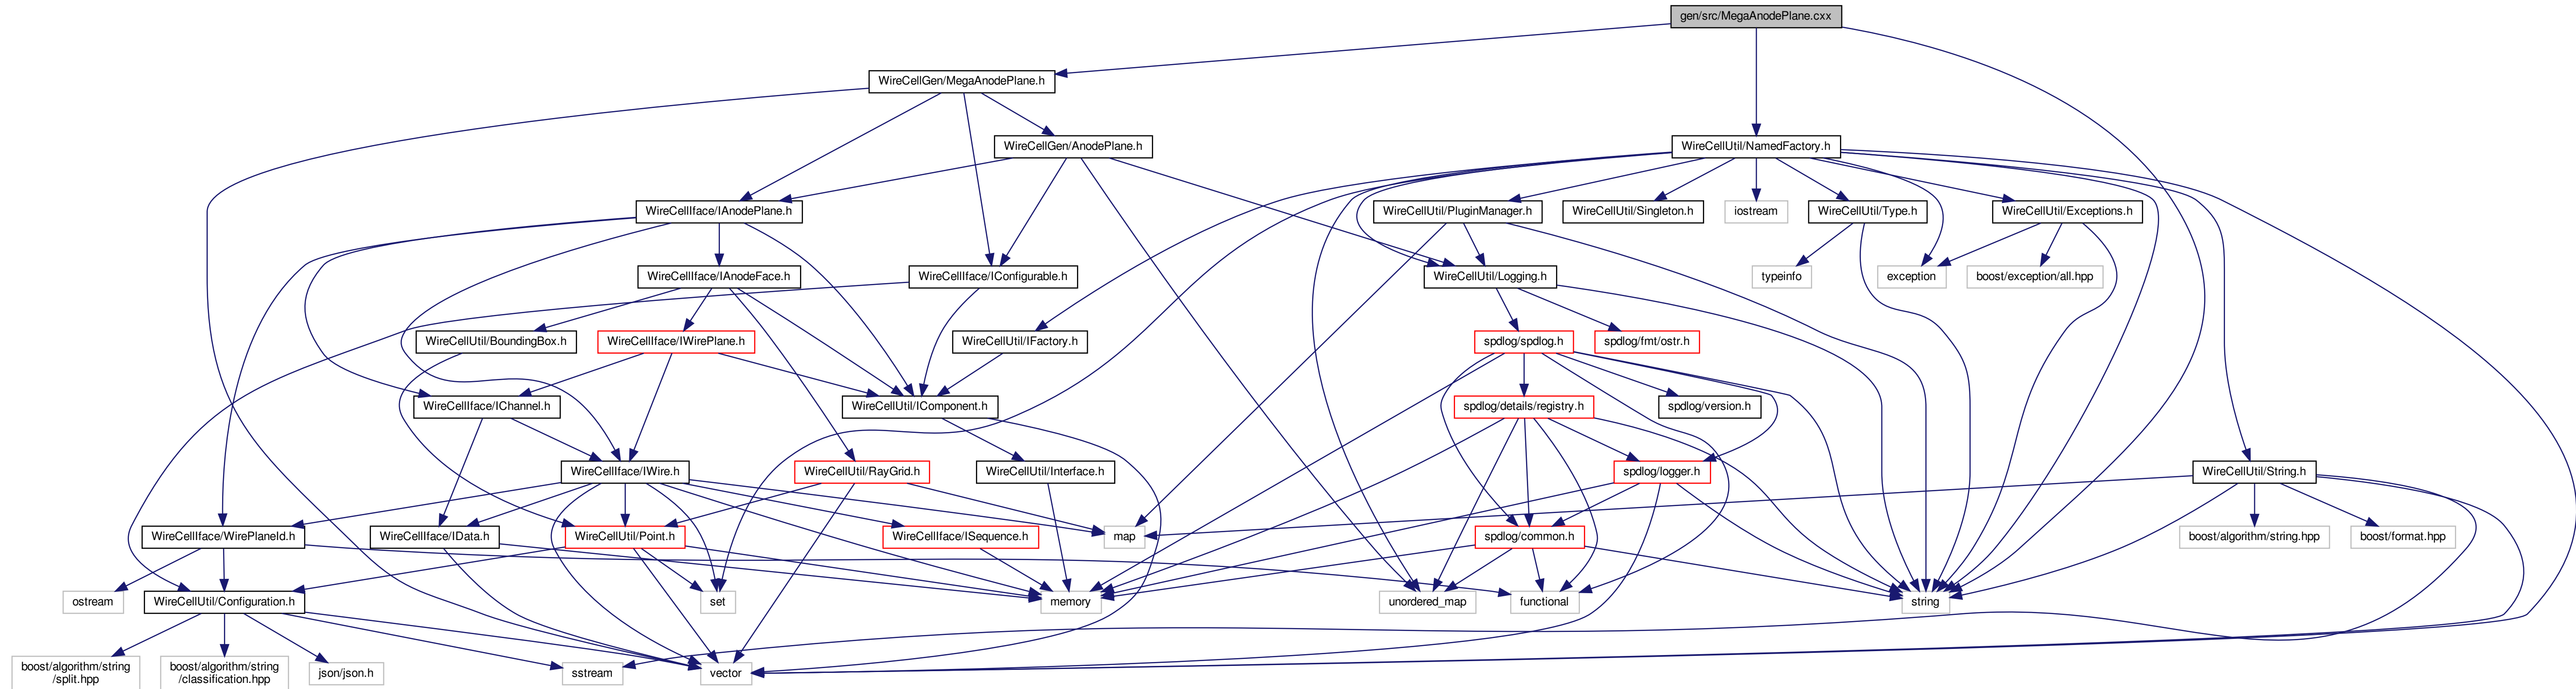 gen/src/MegaAnodePlane.cxx
WireCellGen/MegaAnodePlane.h
WireCellGen/AnodePlane.h
WireCellUtil/NamedFactory.h
WireCellIface/IAnodePlane.h
WireCellUtil/PluginManager.h
WireCellUtil/Singleton.h
iostream
WireCellUtil/Type.h
WireCellUtil/Exceptions.h
WireCellIface/IAnodeFace.h
WireCellIface/IConfigurable.h
WireCellUtil/Logging.h
typeinfo
exception
boost/exception/all.hpp
WireCellUtil/BoundingBox.h
WireCellIface/IWirePlane.h
WireCellUtil/IFactory.h
spdlog/spdlog.h
spdlog/fmt/ostr.h
WireCellIface/IChannel.h
WireCellUtil/IComponent.h
spdlog/details/registry.h
spdlog/version.h
WireCellIface/IWire.h
WireCellUtil/RayGrid.h
WireCellUtil/Interface.h
spdlog/logger.h
WireCellUtil/String.h
WireCellIface/WirePlaneId.h
WireCellIface/IData.h
WireCellUtil/Point.h
WireCellIface/ISequence.h
map
spdlog/common.h
boost/algorithm/string.hpp
boost/format.hpp
ostream
WireCellUtil/Configuration.h
set
memory
unordered_map
functional
string
boost/algorithm/string
/split.hpp
boost/algorithm/string
/classification.hpp
json/json.h
sstream
vector